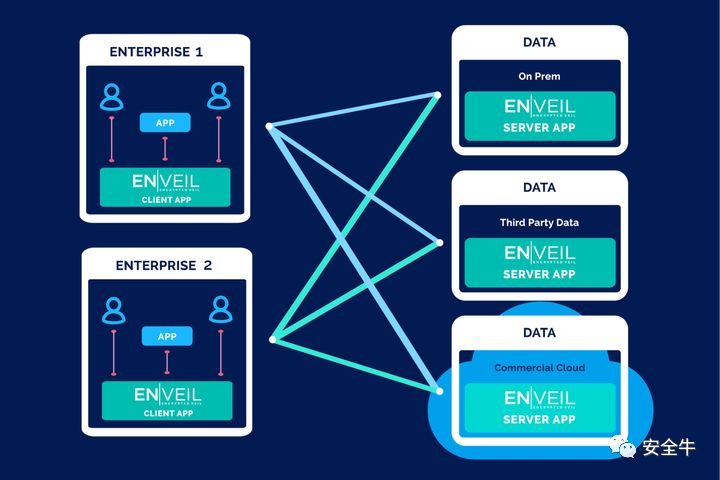 ENTERPRISE 1
APP
ENVEIL
ENCRYPTED VEIL
CLIENT APP
ENTERPRISE 2
APP
ENVEIL
ENCRYPTED VEIL
CLIENT APP
DATA
On Prem
ENVEIL
ENCRYPTED VEIL
SERVER APP
DATA
Third Party Data
ENVEIL
ENCRYPTED VEIL
SERVER APP
DATA
Commercial Cloud
ENVEIL
ENCRYPTED VEIL
SERVER APP
安全牛